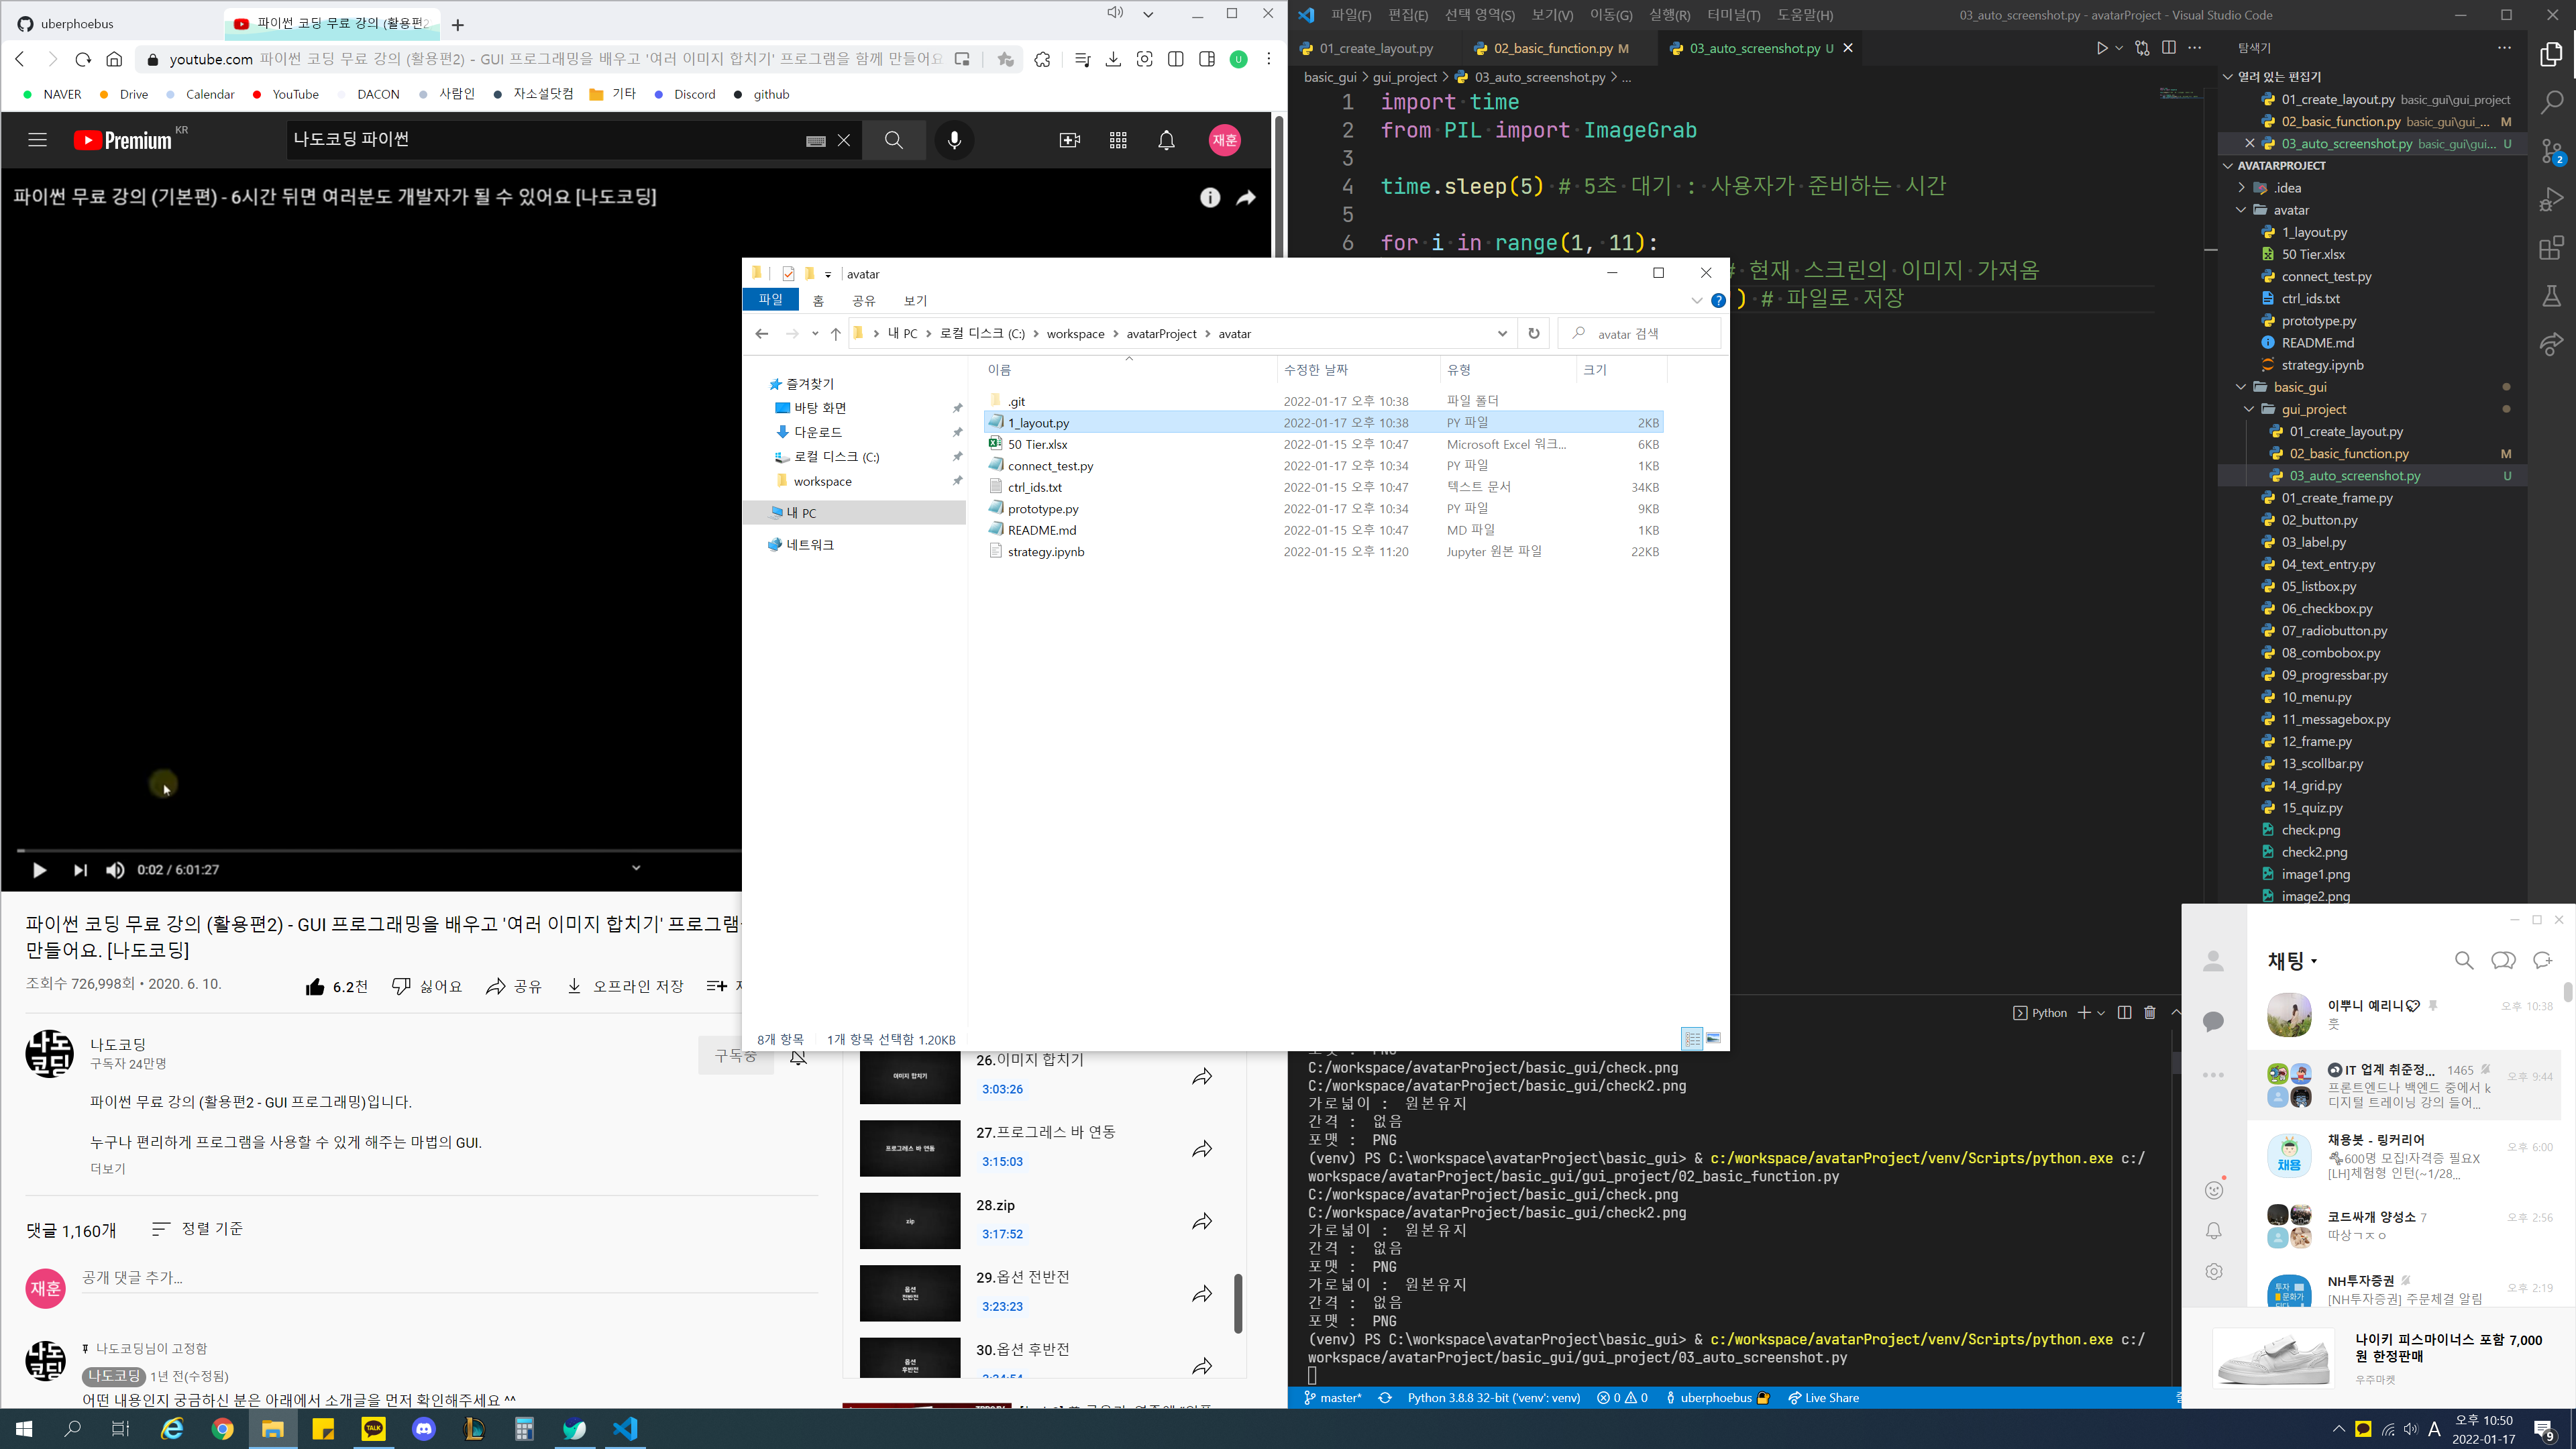 uberphoebus
파이썬 코딩 무료 강의 (활용편2
youtube.com 파이썬 코딩 무료 강의 (활용편2) - GUI 프로그래밍을 배우고 '여러 이미지 합치기' 프로그램을 함께 만들어요
NAVER Drive Calendar YouTube DACON 사람인 자소설닷컴 기타 Discord github
Premium KR
나도코딩 파이썬
재훈
파이썬 무료 강의 (기본편) - 6시간 뒤면 여러분도 개발자가 될 수 있어요 [나도코딩]
0:02 / 6:01:27
파이썬 코딩 무료 강의 (활용편2) - GUI 프로그래밍을 배우고 '여러 이미지 합치기' 프로그램
만들어요. [나도코딩]
조회수 726,998회 • 2020. 6. 10.
6.2천 싫어요 공유 오프라인 저장
나도코딩
구독자 24만명
구독중
파이썬 무료 강의 (활용편2 - GUI 프로그래밍)입니다.
누구나 편리하게 프로그램을 사용할 수 있게 해주는 마법의 GUI.
더보기
댓글 1,160개 정렬 기준
재훈
공개 댓글 추가...
나도코딩님이 고정함
나도코딩 1년 전(수정됨)
어떤 내용인지 궁금하신 분은 아래에서 소개글을 먼저 확인해주세요 ^^
26.이미지 합치기
3:03:26
27.프로그레스 바 연동
3:15:03
28.zip
3:17:52
29.옵션 전반전
3:23:23
30.옵션 후반전
avatar
파일 홈 공유 보기
내 PC 로컬 디스크 (C:) workspace avatarProject avatar
avatar 검색
즐겨찾기
바탕 화면
다운로드
로컬 디스크 (C:)
workspace
내 PC
네트워크
이름 수정한 날짜 유형 크기
.git 2022-01-17 오후 10:38 파일 폴더
1_layout.py 2022-01-17 오후 10:38 PY 파일 2KB
50 Tier.xlsx 2022-01-15 오후 10:47 Microsoft Excel 워크... 6KB
connect_test.py 2022-01-17 오후 10:34 PY 파일 1KB
ctrl_ids.txt 2022-01-15 오후 10:47 텍스트 문서 34KB
prototype.py 2022-01-17 오후 10:34 PY 파일 9KB
README.md 2022-01-15 오후 10:47 MD 파일 1KB
strategy.ipynb 2022-01-15 오후 11:20 Jupyter 원본 파일 22KB
8개 항목 1개 항목 선택함 1.20KB
파일(F) 편집(E) 선택 영역(S) 보기(V) 이동(G) 실행(R) 터미널(T) 도움말(H)
03_auto_screenshot.py - avatarProject - Visual Studio Code
01_create_layout.py 02_basic_function.py M 03_auto_screenshot.py U
basic_gui > gui_project > 03_auto_screenshot.py > ...
1 import time
2 from PIL import ImageGrab
3
4 time.sleep(5) # 5초 대기 : 사용자가 준비하는 시간
5
6 for i in range(1, 11):
# 현재 스크린의 이미지 가져옴
) # 파일로 저장
탐색기
열려 있는 편집기
01_create_layout.py basic_gui\gui_project
02_basic_function.py basic_gui\gui_... M
03_auto_screenshot.py basic_gui\gui... U
AVATARPROJECT
.idea
avatar
1_layout.py
50 Tier.xlsx
connect_test.py
ctrl_ids.txt
prototype.py
README.md
strategy.ipynb
basic_gui
gui_project
01_create_layout.py
02_basic_function.py M
03_auto_screenshot.py U
01_create_frame.py
02_button.py
03_label.py
04_text_entry.py
05_listbox.py
06_checkbox.py
07_radiobutton.py
08_combobox.py
09_progressbar.py
10_menu.py
11_messagebox.py
12_frame.py
13_scollbar.py
14_grid.py
15_quiz.py
check.png
check2.png
image1.png
image2.png
2
Python
C:/workspace/avatarProject/basic_gui/check.png
C:/workspace/avatarProject/basic_gui/check2.png
가로넓이 : 원본유지
간격 : 없음
포맷 : PNG
(venv) PS C:\workspace\avatarProject\basic_gui> & c:/workspace/avatarProject/venv/Scripts/python.exe c:/
workspace/avatarProject/basic_gui/gui_project/02_basic_function.py
C:/workspace/avatarProject/basic_gui/check.png
C:/workspace/avatarProject/basic_gui/check2.png
가로넓이 : 원본유지
간격 : 없음
포맷 : PNG
가로넓이 : 원본유지
간격 : 없음
포맷 : PNG
(venv) PS C:\workspace\avatarProject\basic_gui> & c:/workspace/avatarProject/venv/Scripts/python.exe c:/
workspace/avatarProject/basic_gui/gui_project/03_auto_screenshot.py
master* Python 3.8.8 32-bit ('venv': venv) 0 0 uberphoebus Live Share
채팅
이쁘니 예리니 오후 10:38
훗
IT 업계 취준정... 1465 오후 9:44
프론트엔드나 백엔드 중에서 k
디지털 트레이닝 강의 들어...
채용
채용봇 - 링커리어 오후 6:00
600명 모집!자격증 필요X
[LH]체험형 인턴(~1/28...
코드싸개 양성소 7 오후 2:56
따상ㄱㅈㅇ
NH투자증권 오후 2:19
[NH투자증권] 주문체결 알림
나이키 피스마이너스 포함 7,000
원 한정판매
우주마켓
TALK
A
오후 10:50
2022-01-17
9